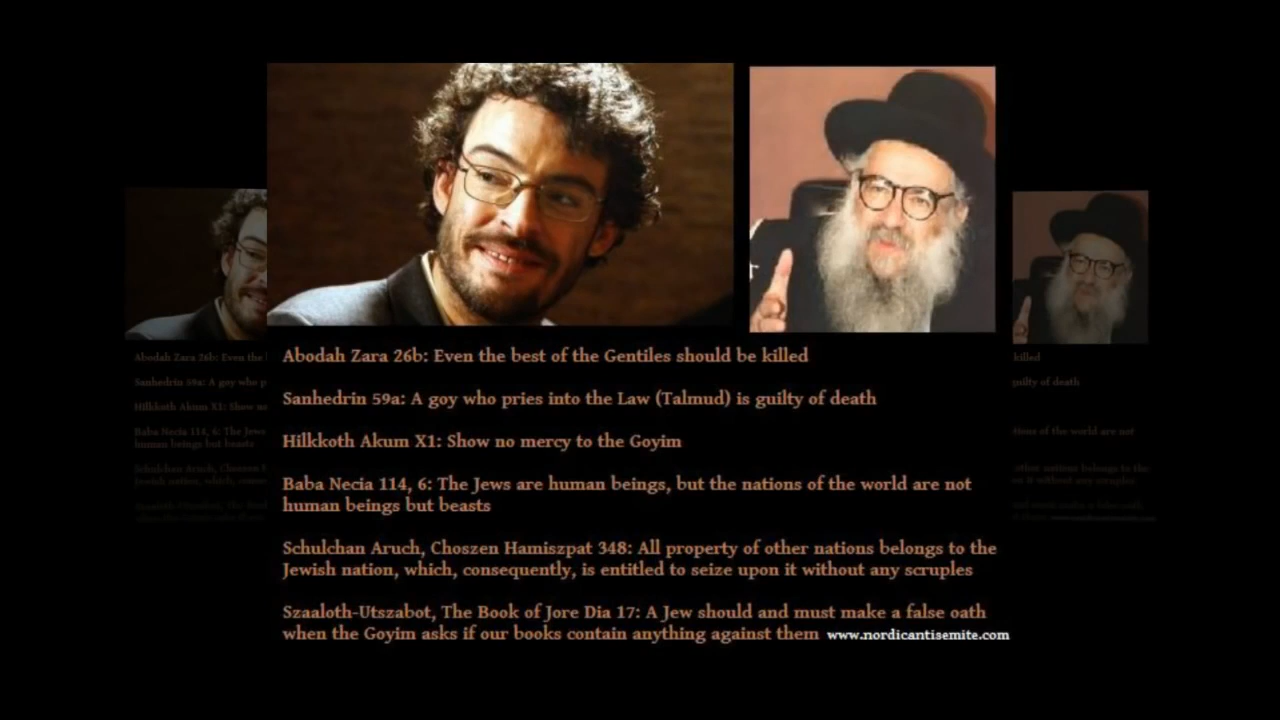 Abodah Zara 26b: Even the best of the Gentiles should be killed
Sanhedrin 59a: A goy who pries into the Law (Talmud) is guilty of death
Hilkkoth Akum X1: Show no mercy to the Goyim
Baba Necia 114, 6: The Jews are human beings, but the nations of the world are not
human beings but beasts
Schulchan Aruch, Choszen Hamiszpat 348: All property of other nations belongs to the
Jewish nation, which, consequently, is entitled to seize upon it without any scruples
Szaaloth-Utszabot, The Book of Jore Dia 17: A Jew should and must make a false oath
when the Goyim asks if our books contain anything against them www.nordicantisemite.com